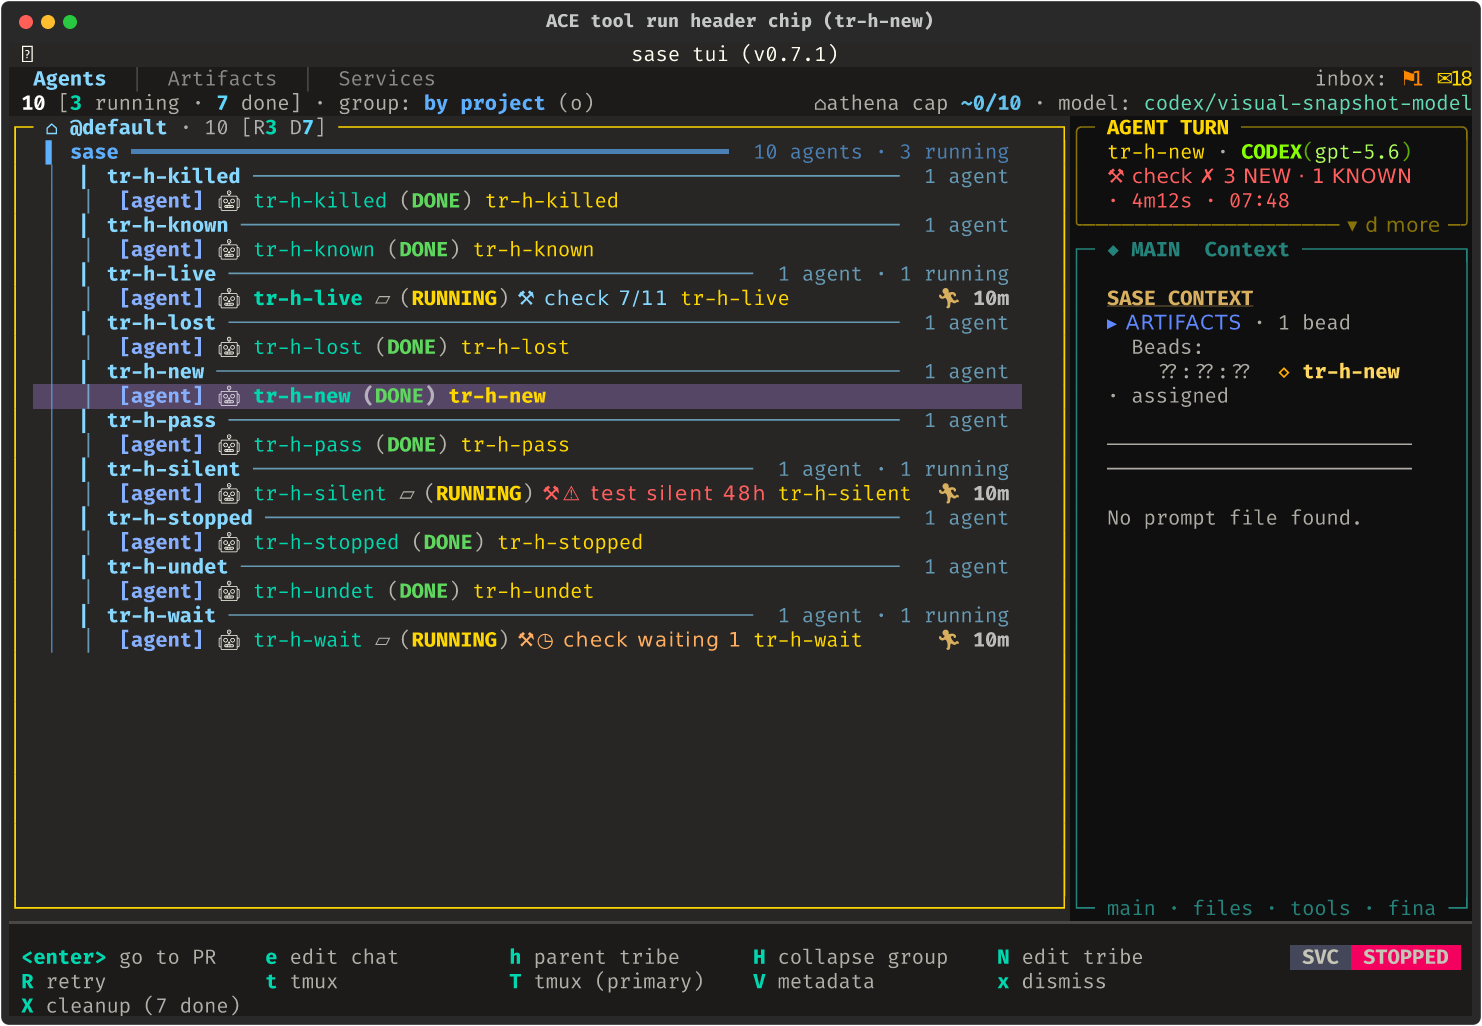 ACE tool run header chip (tr-h-new)
sase tui (v0.7.1)
Agents │ Artifacts │ Services inbox: ⚑1 ✉18
10 [3 running · 7 done] · group: by project (o) ⌂athena cap ~0/10 · model: codex/visual-snapshot-model
⌂ @default · 10 [R3 D7]
sase 10 agents · 3 running
tr-h-killed 1 agent
[agent] 🤖 tr-h-killed (DONE) tr-h-killed
tr-h-known 1 agent
[agent] 🤖 tr-h-known (DONE) tr-h-known
tr-h-live 1 agent · 1 running
[agent] 🤖 tr-h-live ▱ (RUNNING) ⚒ check 7/11 tr-h-live 🏃 10m
tr-h-lost 1 agent
[agent] 🤖 tr-h-lost (DONE) tr-h-lost
tr-h-new 1 agent
[agent] 🤖 tr-h-new (DONE) tr-h-new
tr-h-pass 1 agent
[agent] 🤖 tr-h-pass (DONE) tr-h-pass
tr-h-silent 1 agent · 1 running
[agent] 🤖 tr-h-silent ▱ (RUNNING) ⚒⚠ test silent 48h tr-h-silent 🏃 10m
tr-h-stopped 1 agent
[agent] 🤖 tr-h-stopped (DONE) tr-h-stopped
tr-h-undet 1 agent
[agent] 🤖 tr-h-undet (DONE) tr-h-undet
tr-h-wait 1 agent · 1 running
[agent] 🤖 tr-h-wait ▱ (RUNNING) ⚒◷ check waiting 1 tr-h-wait 🏃 10m
AGENT TURN
tr-h-new · CODEX(gpt-5.6)
⚒ check ✗ 3 NEW · 1 KNOWN
· 4m12s · 07:48
▾ d more
◆ MAIN Context
SASE CONTEXT
▸ ARTIFACTS · 1 bead
Beads:
??:??:?? ⋄ tr-h-new
· assigned
No prompt file found.
main · files · tools · fina
<enter> go to PR e edit chat h parent tribe H collapse group N edit tribe SVC STOPPED
R retry t tmux T tmux (primary) V metadata x dismiss
X cleanup (7 done)